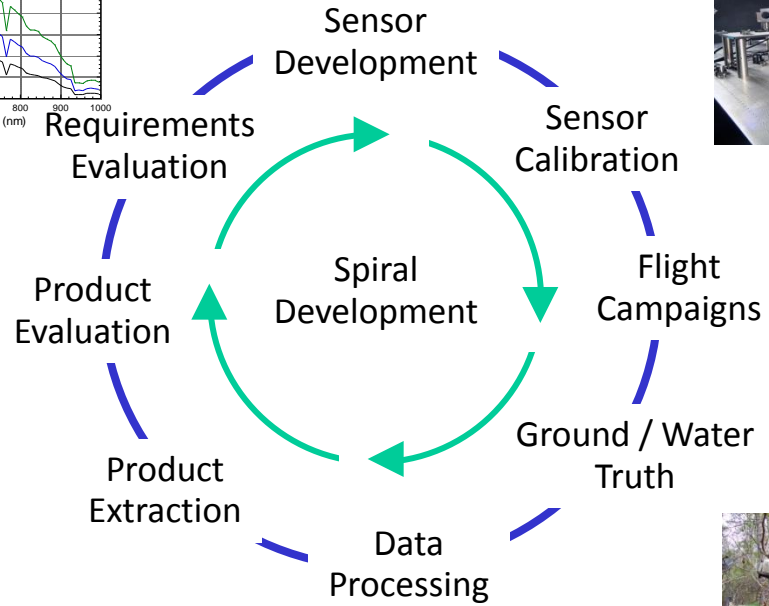 Sensor
Development
800
900
1000
(nm)
Requirements
Evaluation
Sensor
Calibration
Spiral
Development
Flight
Campaigns
Product
Evaluation
Ground / Water
Truth
Product
Extraction
Data
Processing